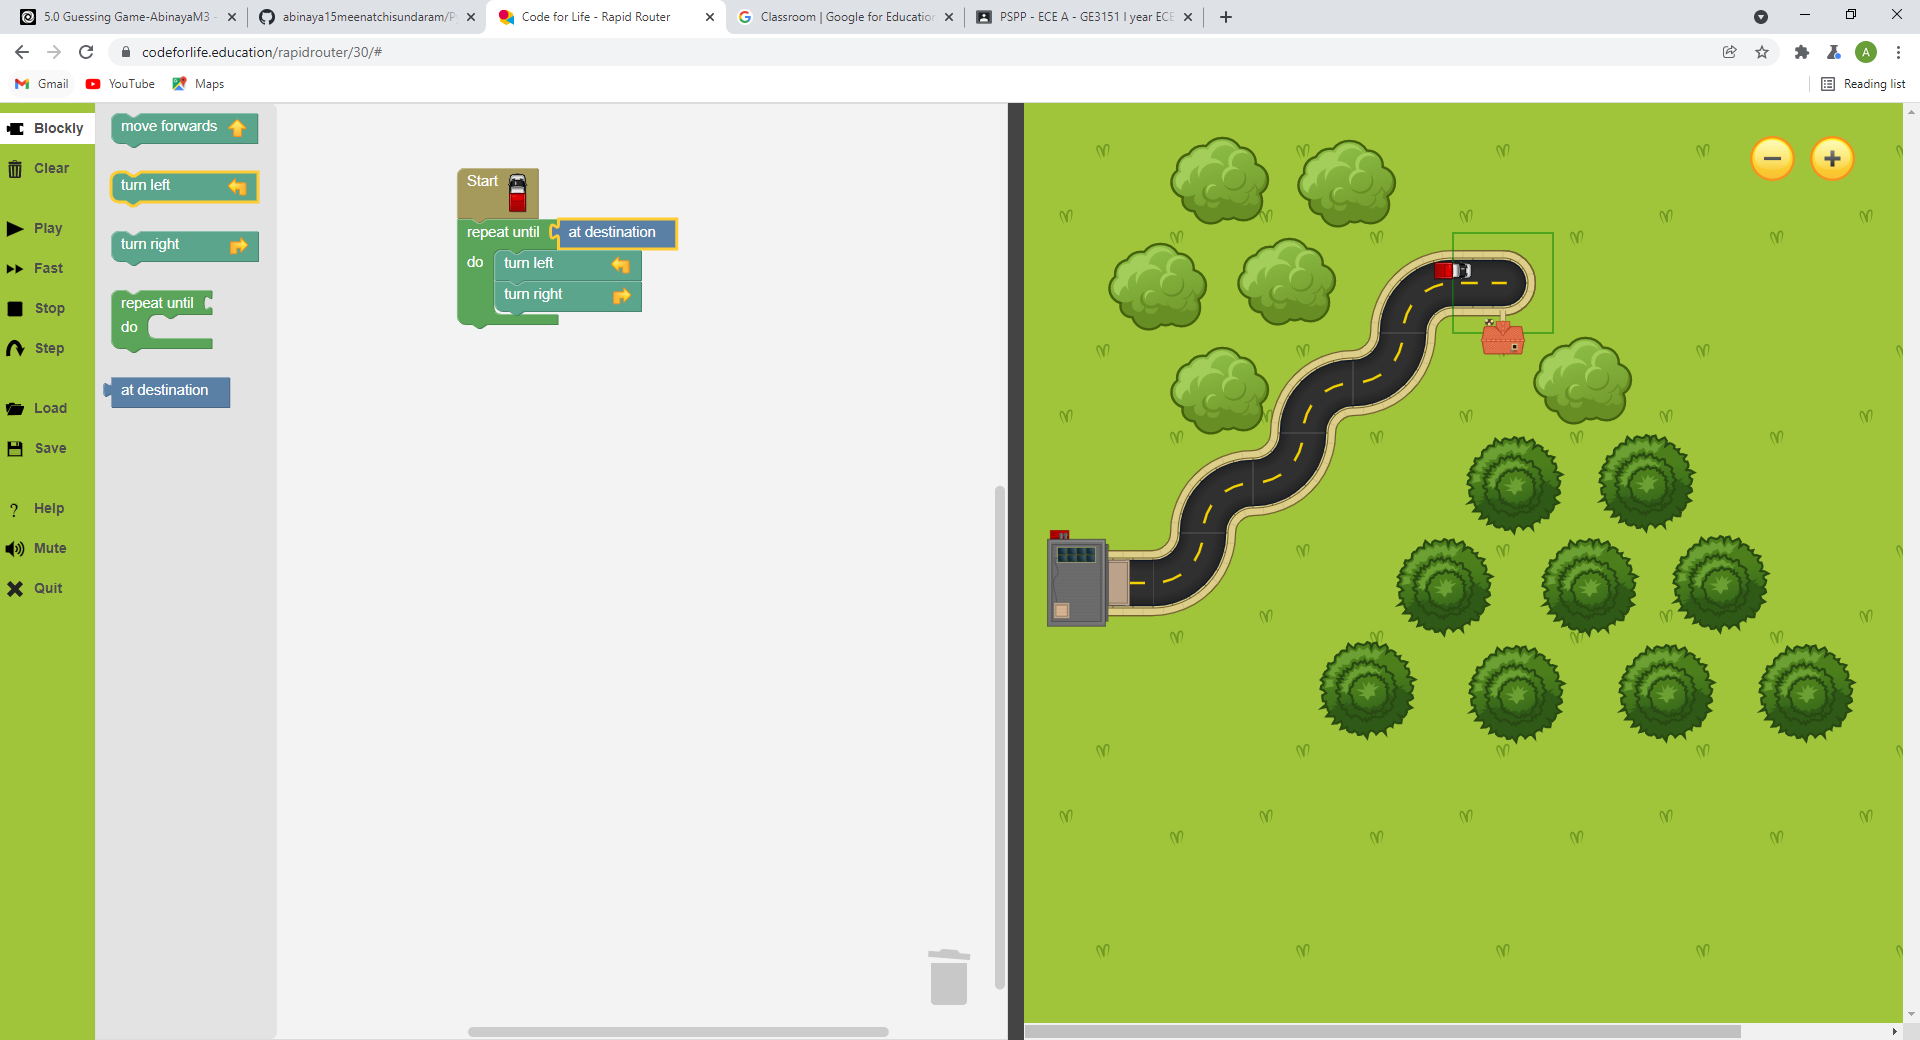 5.0 Guessing Game-AbinayaM3 -
abinaya15meenatchisundaram/P
Code for Life - Rapid Router
Classroom | Google for Education
PSPP - ECE A - GE3151 I year ECE
codeforlife.education/rapidrouter/30/#
A
Gmail
YouTube
Maps
Reading list
Blockly
Clear
Play
Fast
Stop
Step
Load
Save
? Help
Mute
Quit
move forwards
turn left
turn right
repeat until
do
at destination
Start
repeat until
at destination
do
turn left
turn right